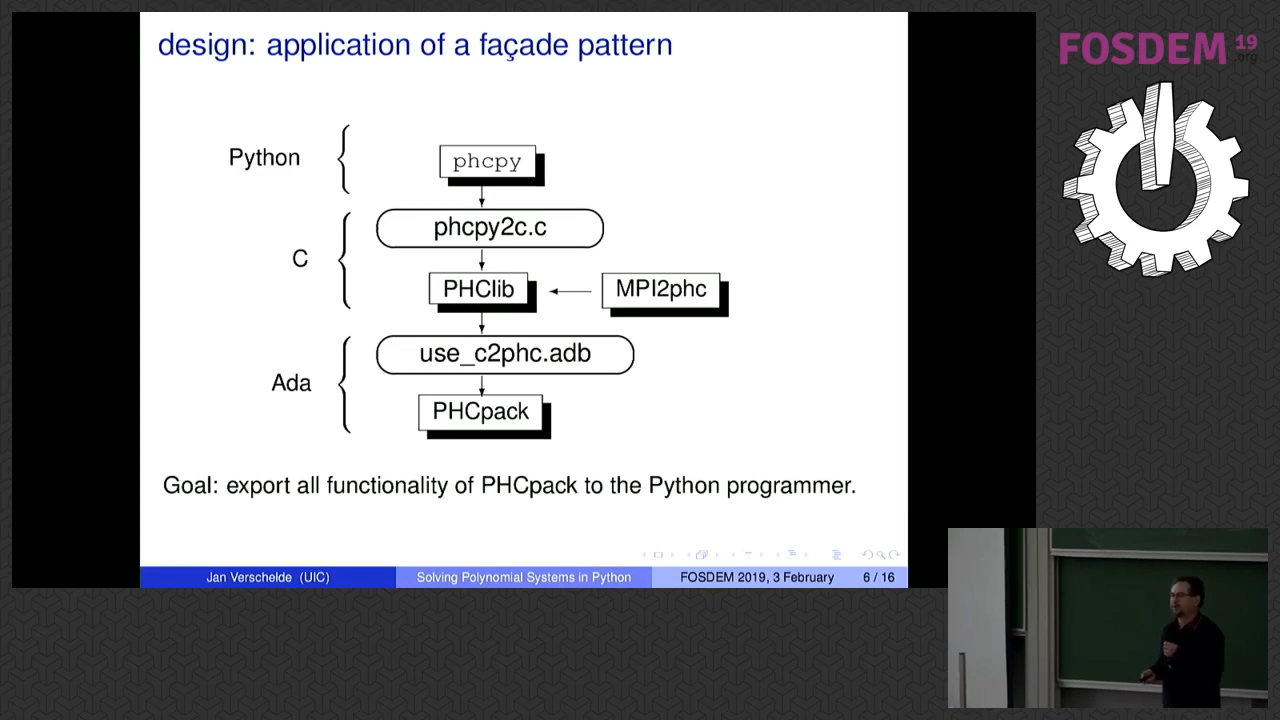 design: application of a façade pattern
Python
phcpy
phcpy2c.c
C
PHClib
MPI2phc
use_c2phc.adb
Ada
PHCpack
Goal: export all functionality of PHCpack to the Python programmer.
Jan Verschelde (UIC)
Solving Polynomial Systems in Python
FOSDEM 2019, 3 February
6 / 16
FOSDEM 19
.org